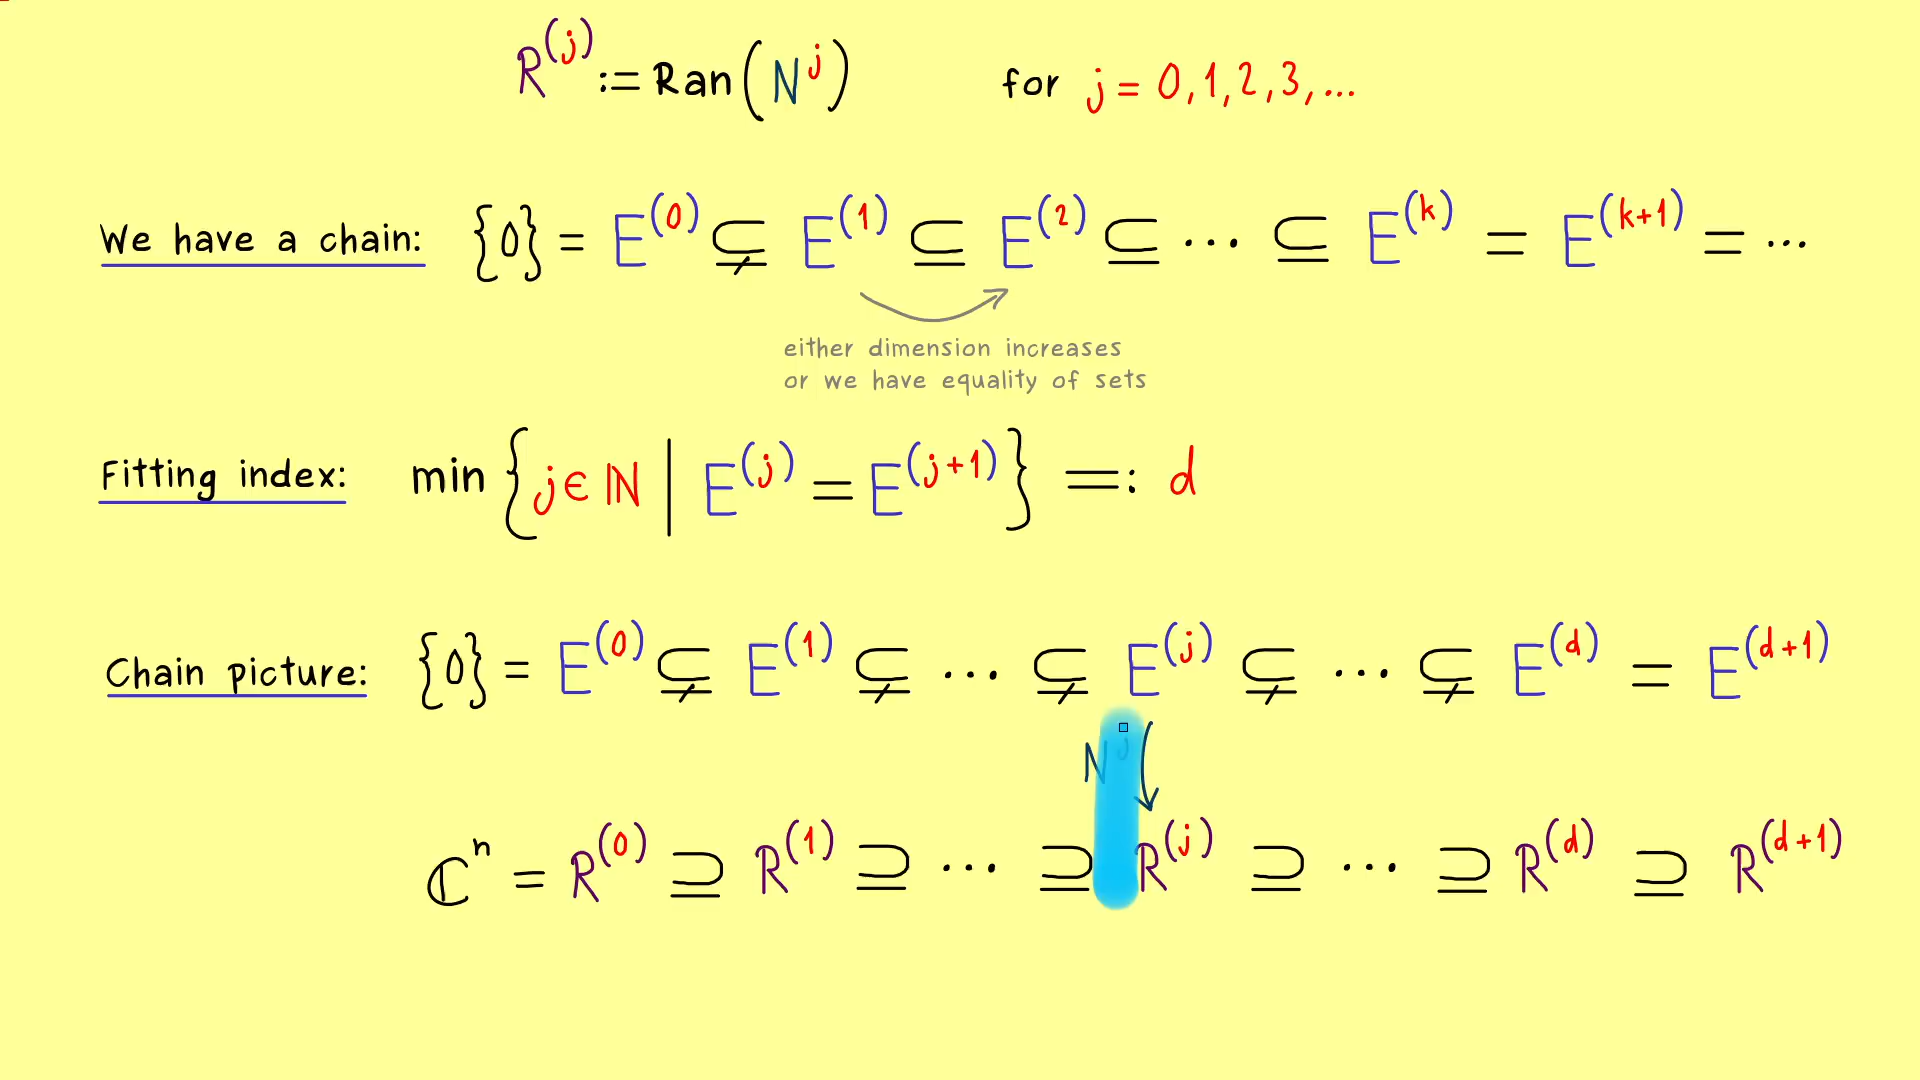 R^(j) := Ran(N^j) for j = 0, 1, 2, 3, ...
We have a chain: {0} = E^(0) ⊊ E^(1) ⊆ E^(2) ⊆ ⋯ ⊆ E^(k) = E^(k+1) = ⋯
either dimension increases
or we have equality of sets
Fitting index: min { j ∈ ℕ | E^(j) = E^(j+1) } =: d
Chain picture: {0} = E^(0) ⊊ E^(1) ⊊ ⋯ ⊊ E^(j) ⊊ ⋯ ⊊ E^(d) = E^(d+1)
N^j
ℂ^n = R^(0) ⊇ R^(1) ⊇ ⋯ ⊇ R^(j) ⊇ ⋯ ⊇ R^(d) ⊇ R^(d+1)